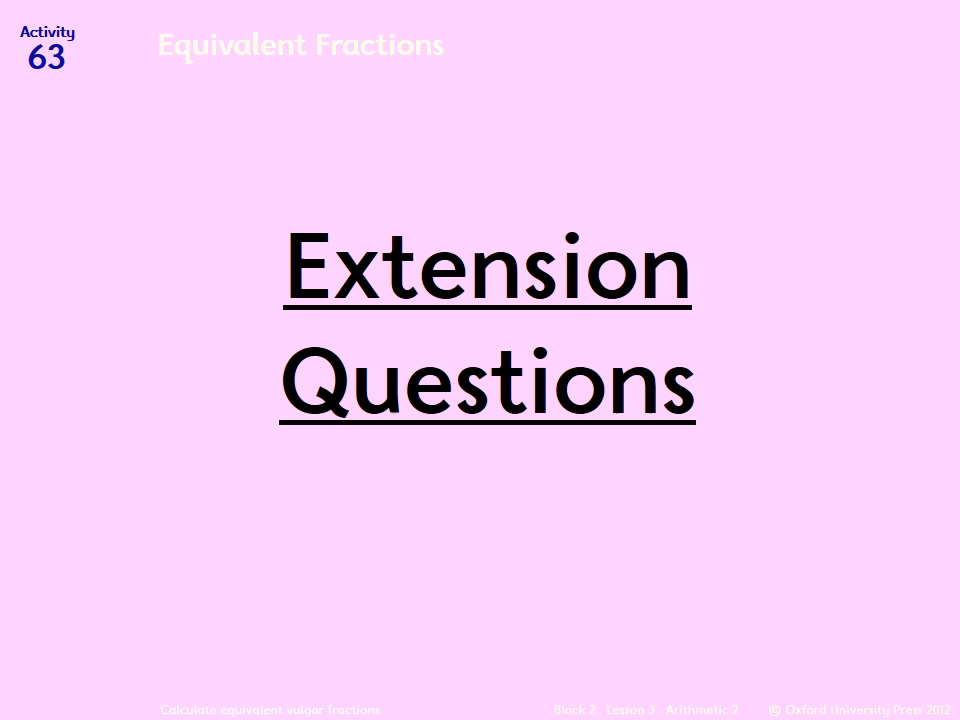 Activity
63
Equivalent Fractions
Extension
Questions
Calculate equivalent vulgar fractions
Block 2 Lesson 3 Arithmetic 2 © Oxford University Press 2012